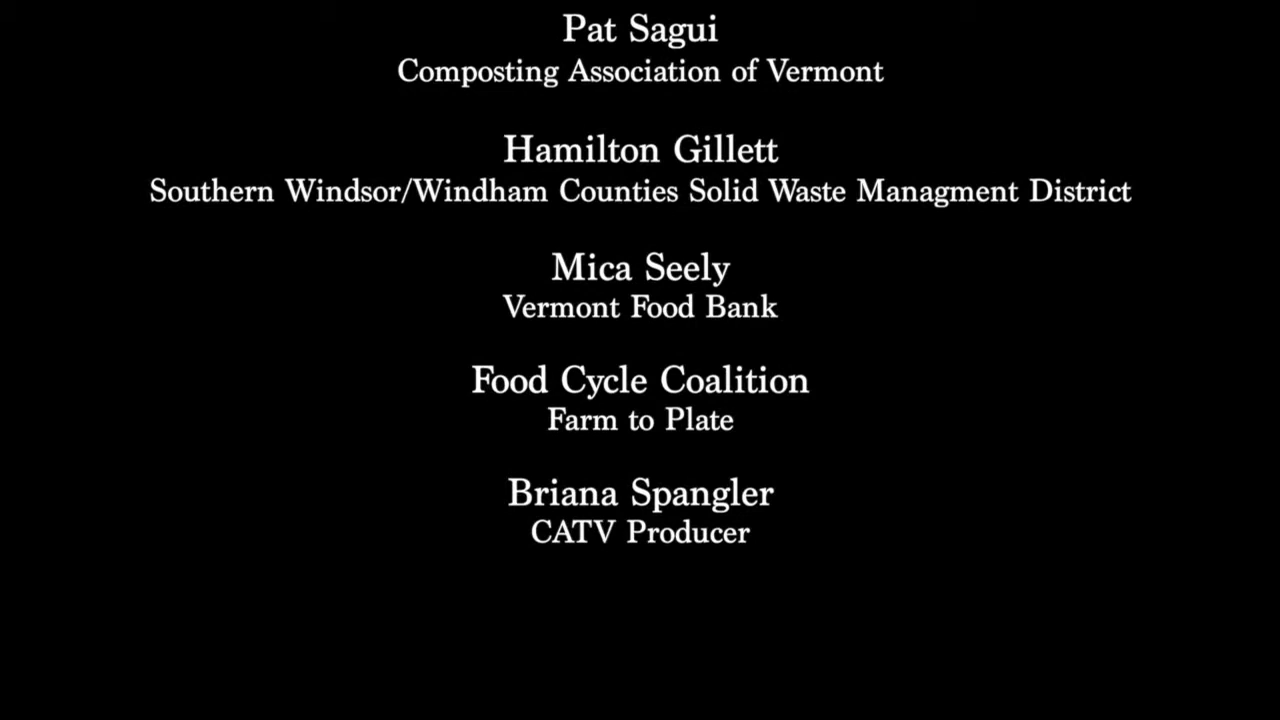 Pat Sagui
Composting Association of Vermont
Hamilton Gillett
Southern Windsor/Windham Counties Solid Waste Managment District
Mica Seely
Vermont Food Bank
Food Cycle Coalition
Farm to Plate
Briana Spangler
CATV Producer